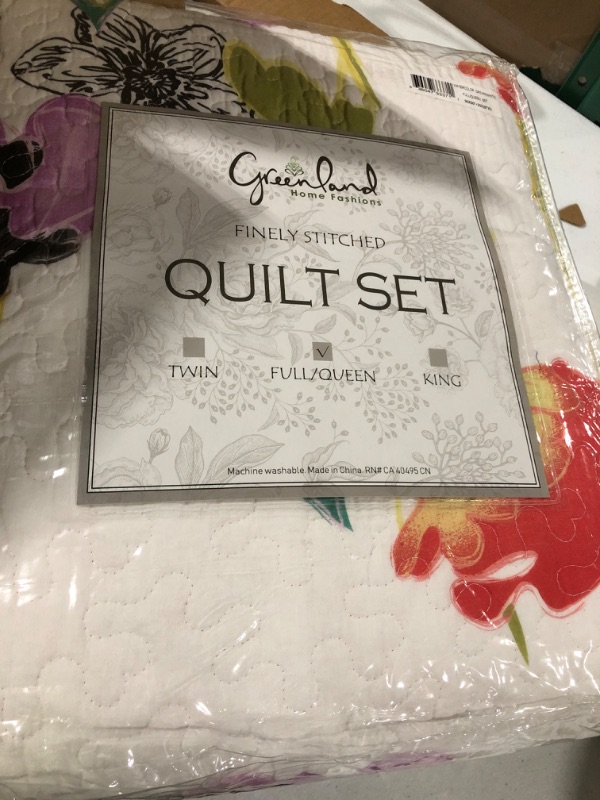 Greenland
Home Fashions
FINELY STITCHED
QUILT SET
√
TWIN FULL/QUEEN KING
Machine washable. Made in China. RN# CA 40495 CN